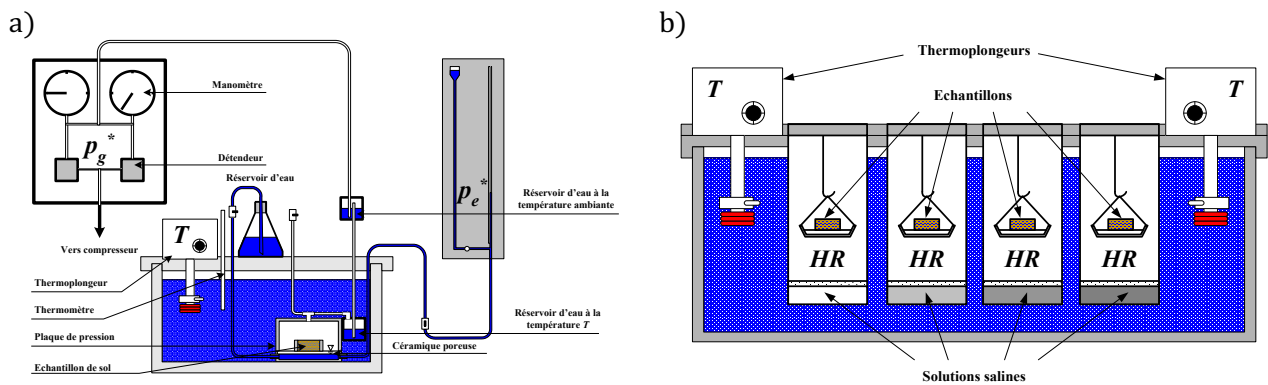 a)
Manomètre
p_g*
Détendeur
Réservoir d'eau
Vers compresseur
T
Thermoplongeur
Thermomètre
Plaque de pression
Echantillon de sol
p_e*
Réservoir d'eau à la
température ambiante
Réservoir d'eau à la
température T
Céramique poreuse
b)
Thermoplongeurs
T
T
Echantillons
HR
HR
HR
HR
Solutions salines